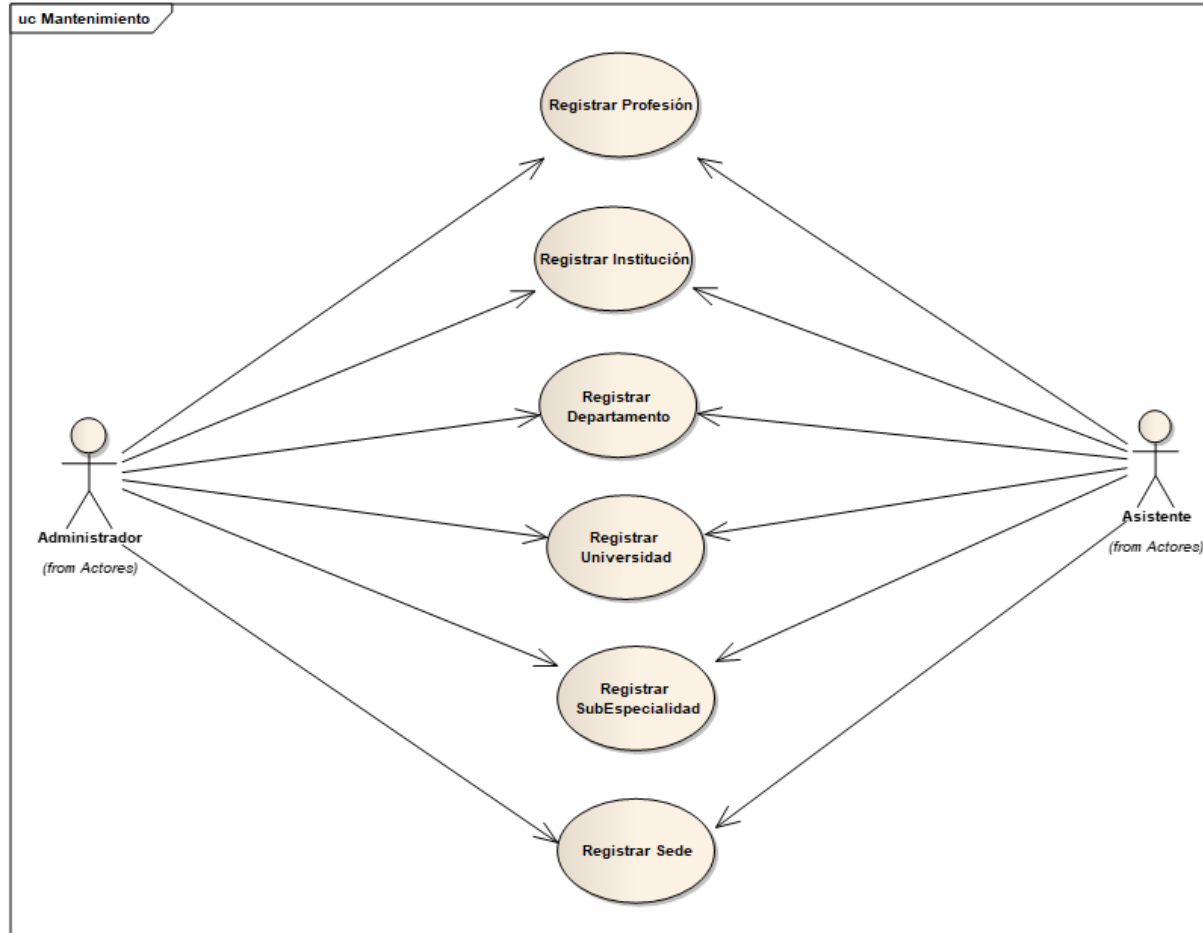 uc Mantenimiento
Registrar Profesión
Registrar Institución
Registrar
Departamento
Administrador
(from Actores)
Asistente
(from Actores)
Registrar
Universidad
Registrar
SubEspecialidad
Registrar Sede